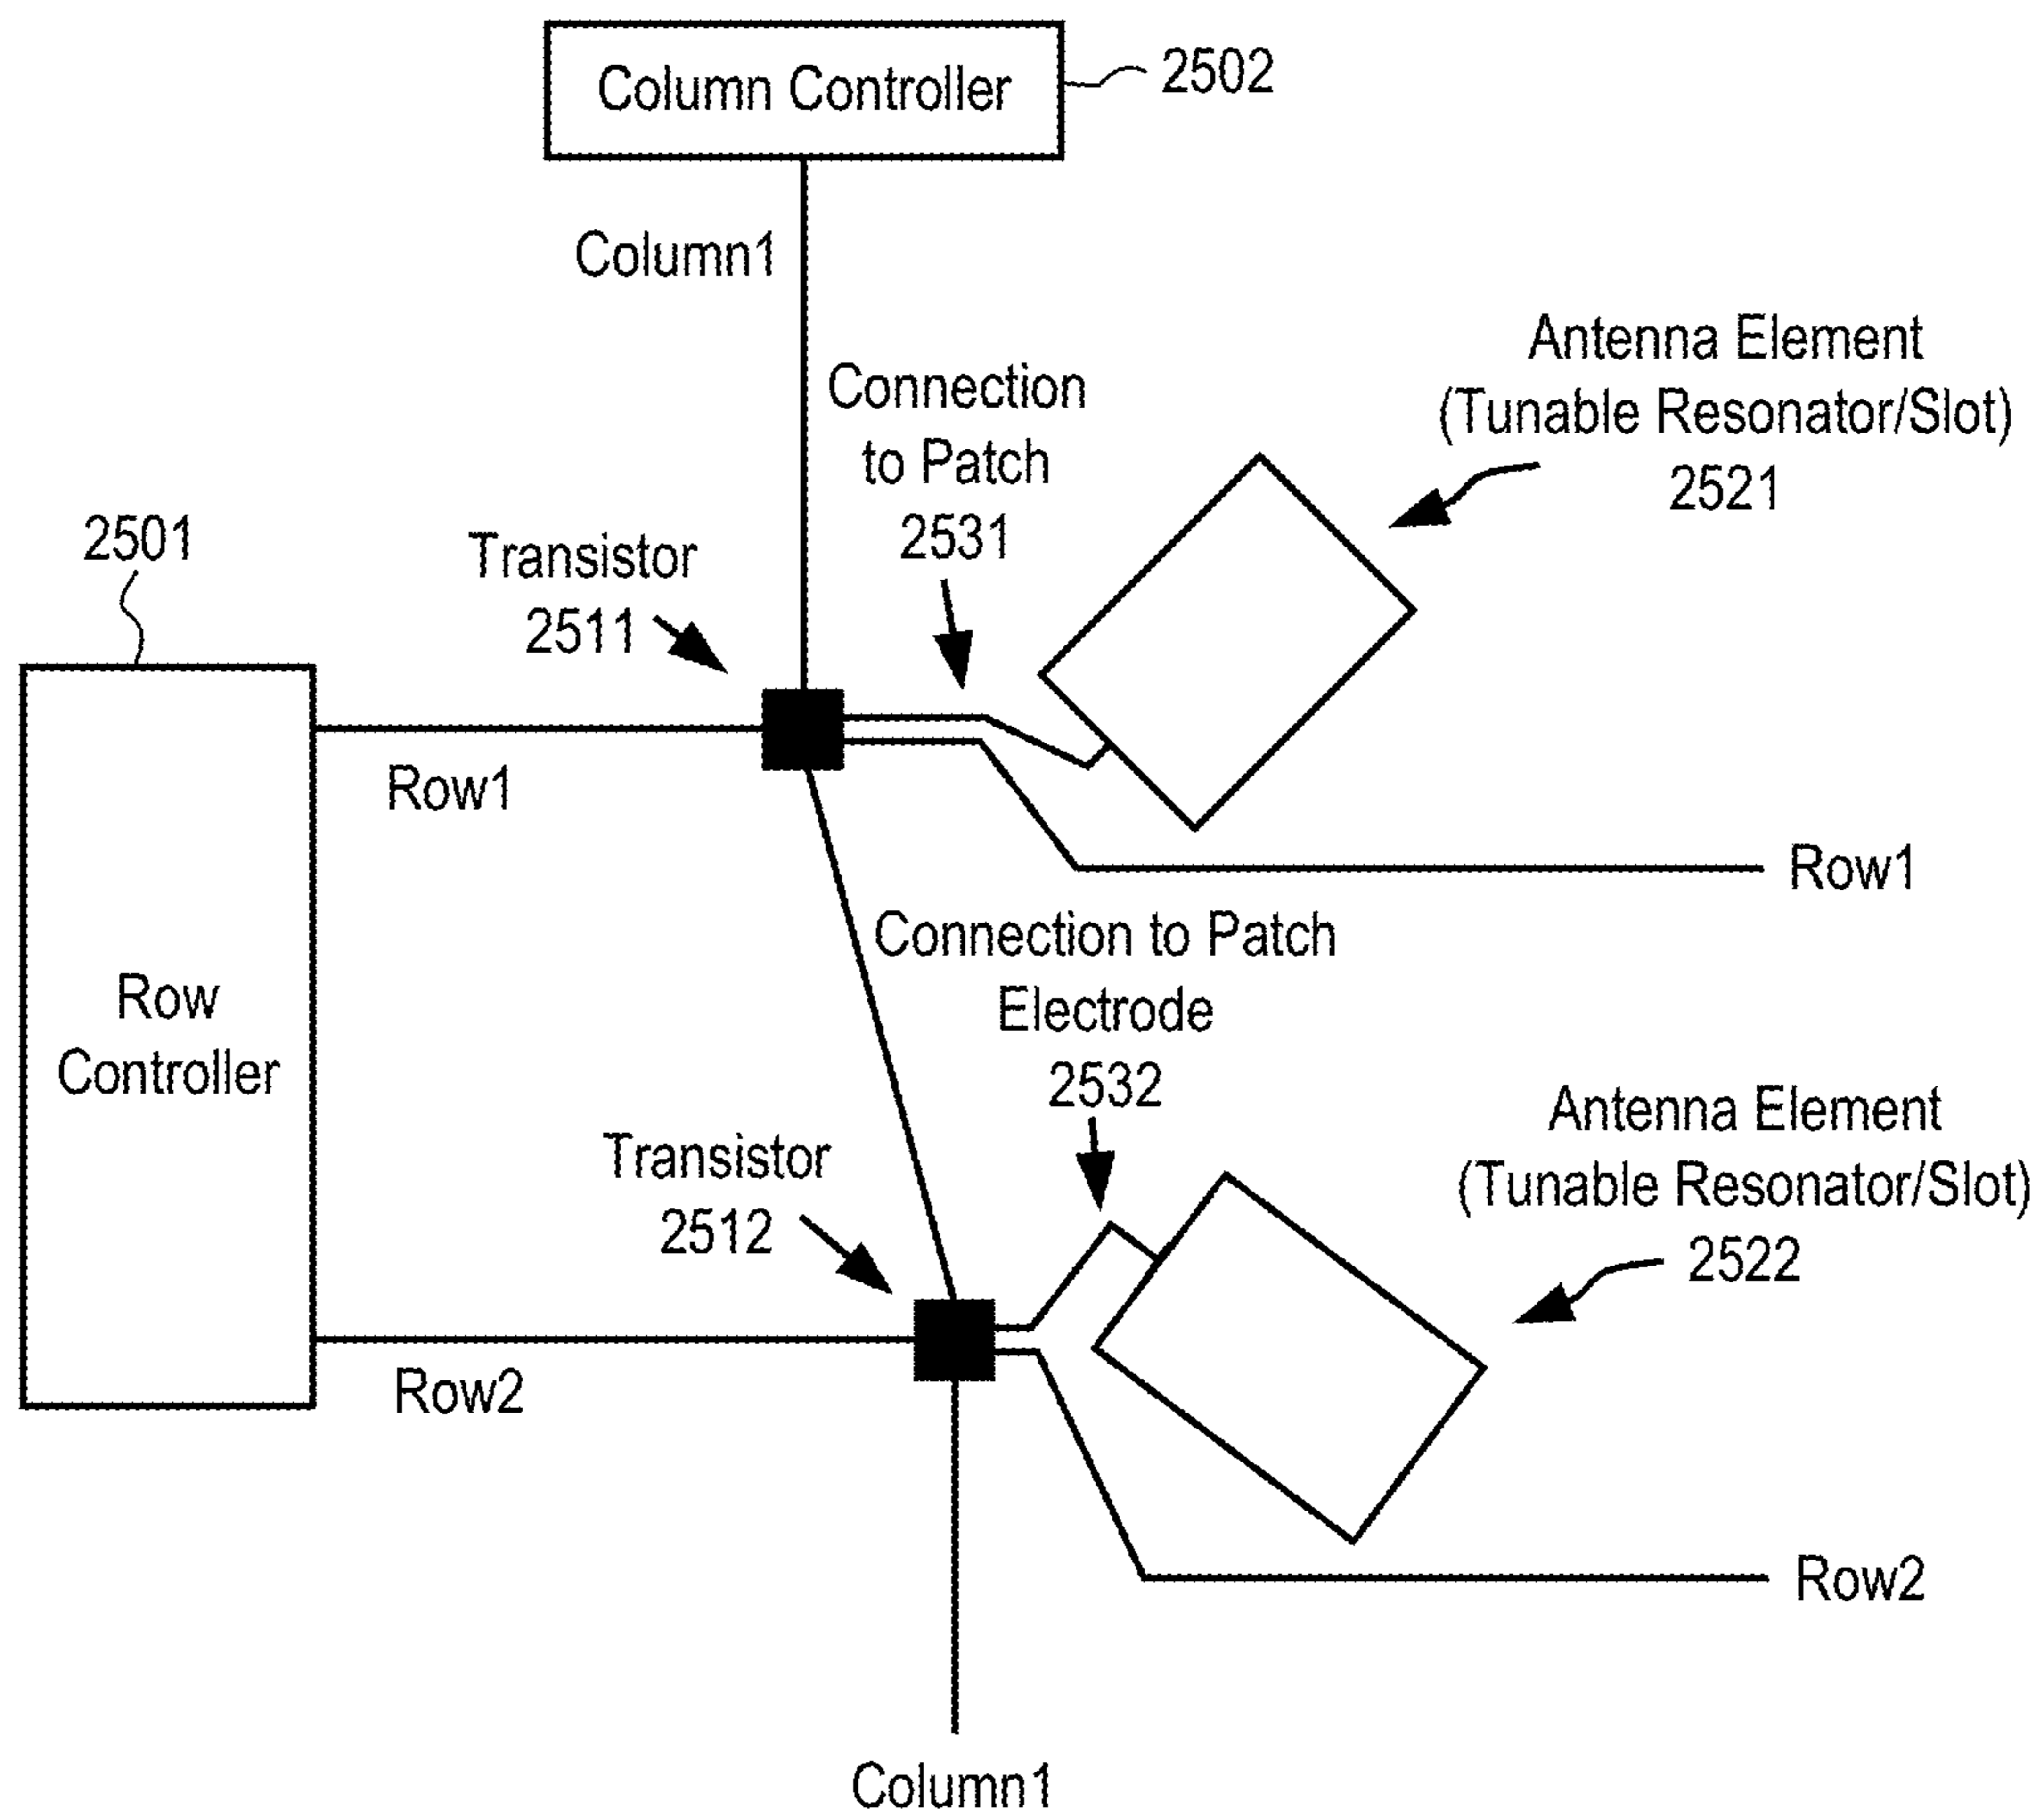 Column Controller
2502
Column1
Antenna Element
(Tunable Resonator/Slot)
2521
Connection
to Patch
2531
2501
Transistor
2511
Row1
Row1
Connection to Patch
Electrode
2532
Row
Controller
Antenna Element
(Tunable Resonator/Slot)
2522
Transistor
2512
Row2
Row2
Column1